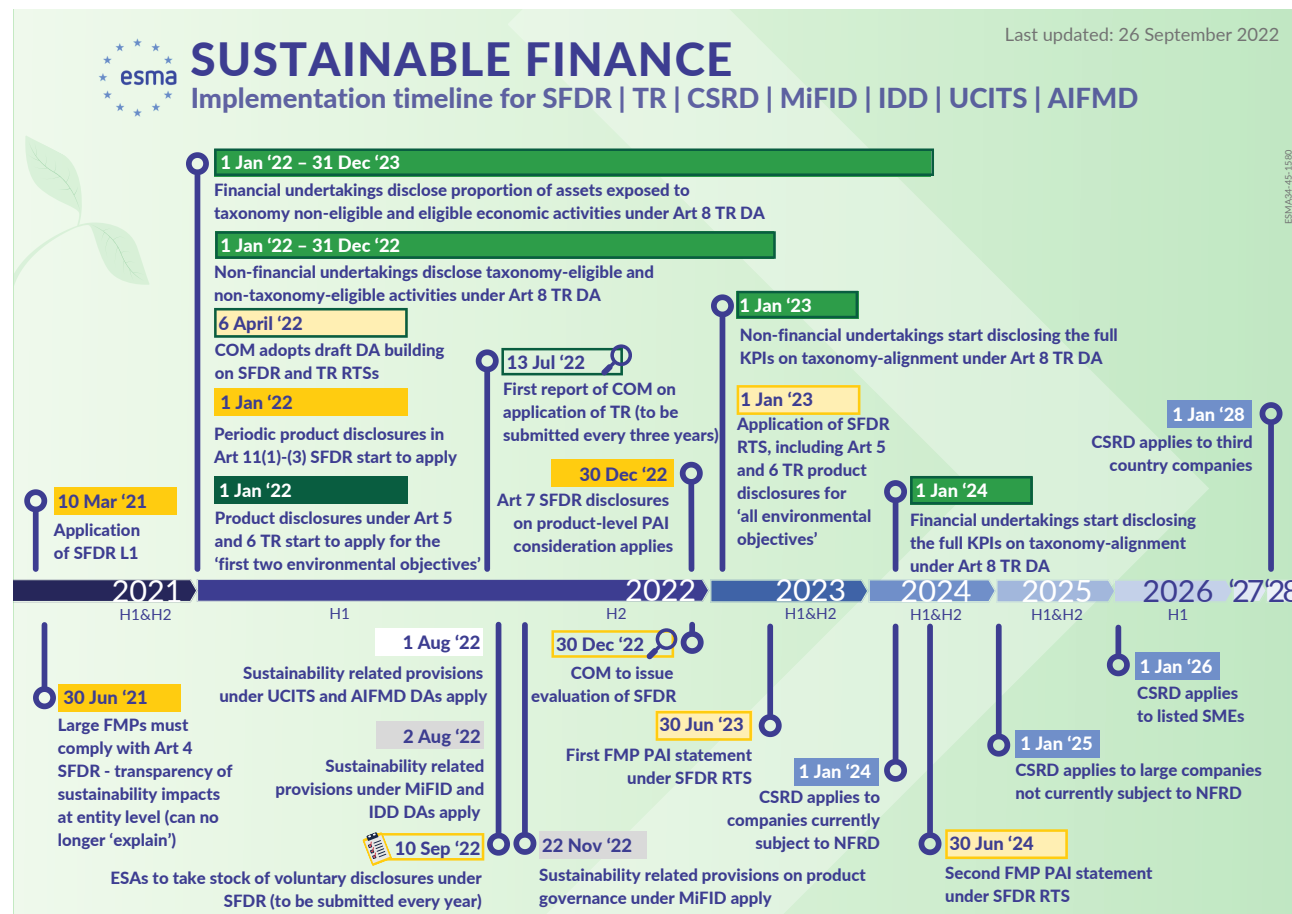 Last updated: 26 September 2022
esma
SUSTAINABLE FINANCE
Implementation timeline for SFDR | TR | CSRD | MiFID | IDD | UCITS | AIFMD
ESMA34-45-1580
1 Jan ‘22 – 31 Dec ‘23
Financial undertakings disclose proportion of assets exposed to
taxonomy non-eligible and eligible economic activities under Art 8 TR DA
1 Jan ‘22 – 31 Dec ‘22
Non-financial undertakings disclose taxonomy-eligible and
non-taxonomy-eligible activities under Art 8 TR DA
6 April ‘22
COM adopts draft DA building
on SFDR and TR RTSs
1 Jan ‘22
Periodic product disclosures in
Art 11(1)-(3) SFDR start to apply
1 Jan ‘22
Product disclosures under Art 5
and 6 TR start to apply for the
‘first two environmental objectives’
10 Mar ‘21
Application
of SFDR L1
13 Jul ‘22
First report of COM on
application of TR (to be
submitted every three years)
30 Dec ‘22
Art 7 SFDR disclosures
on product-level PAI
consideration applies
1 Jan ‘23
Non-financial undertakings start disclosing the full
KPIs on taxonomy-alignment under Art 8 TR DA
1 Jan ‘23
Application of SFDR
RTS, including Art 5
and 6 TR product
disclosures for
‘all environmental
objectives’
1 Jan ‘24
Financial undertakings start disclosing
the full KPIs on taxonomy-alignment
under Art 8 TR DA
1 Jan ‘28
CSRD applies to third
country companies
2021 2022 2023 2024 2025 2026 ‘27 ‘28
H1&H2 H1 H2 H1&H2 H1&H2 H1&H2 H1
30 Jun ‘21
Large FMPs must
comply with Art 4
SFDR - transparency of
sustainability impacts
at entity level (can no
longer ‘explain’)
1 Aug ‘22
Sustainability related provisions
under UCITS and AIFMD DAs apply
2 Aug ‘22
Sustainability related
provisions under MiFID and
IDD DAs apply
10 Sep ‘22
ESAs to take stock of voluntary disclosures under
SFDR (to be submitted every year)
30 Dec ‘22
COM to issue
evaluation of SFDR
30 Jun ‘23
First FMP PAI statement
under SFDR RTS
22 Nov ‘22
Sustainability related provisions on product
governance under MiFID apply
1 Jan ‘24
CSRD applies to
companies currently
subject to NFRD
30 Jun ‘24
Second FMP PAI statement
under SFDR RTS
1 Jan ‘25
CSRD applies to large companies
not currently subject to NFRD
1 Jan ‘26
CSRD applies
to listed SMEs